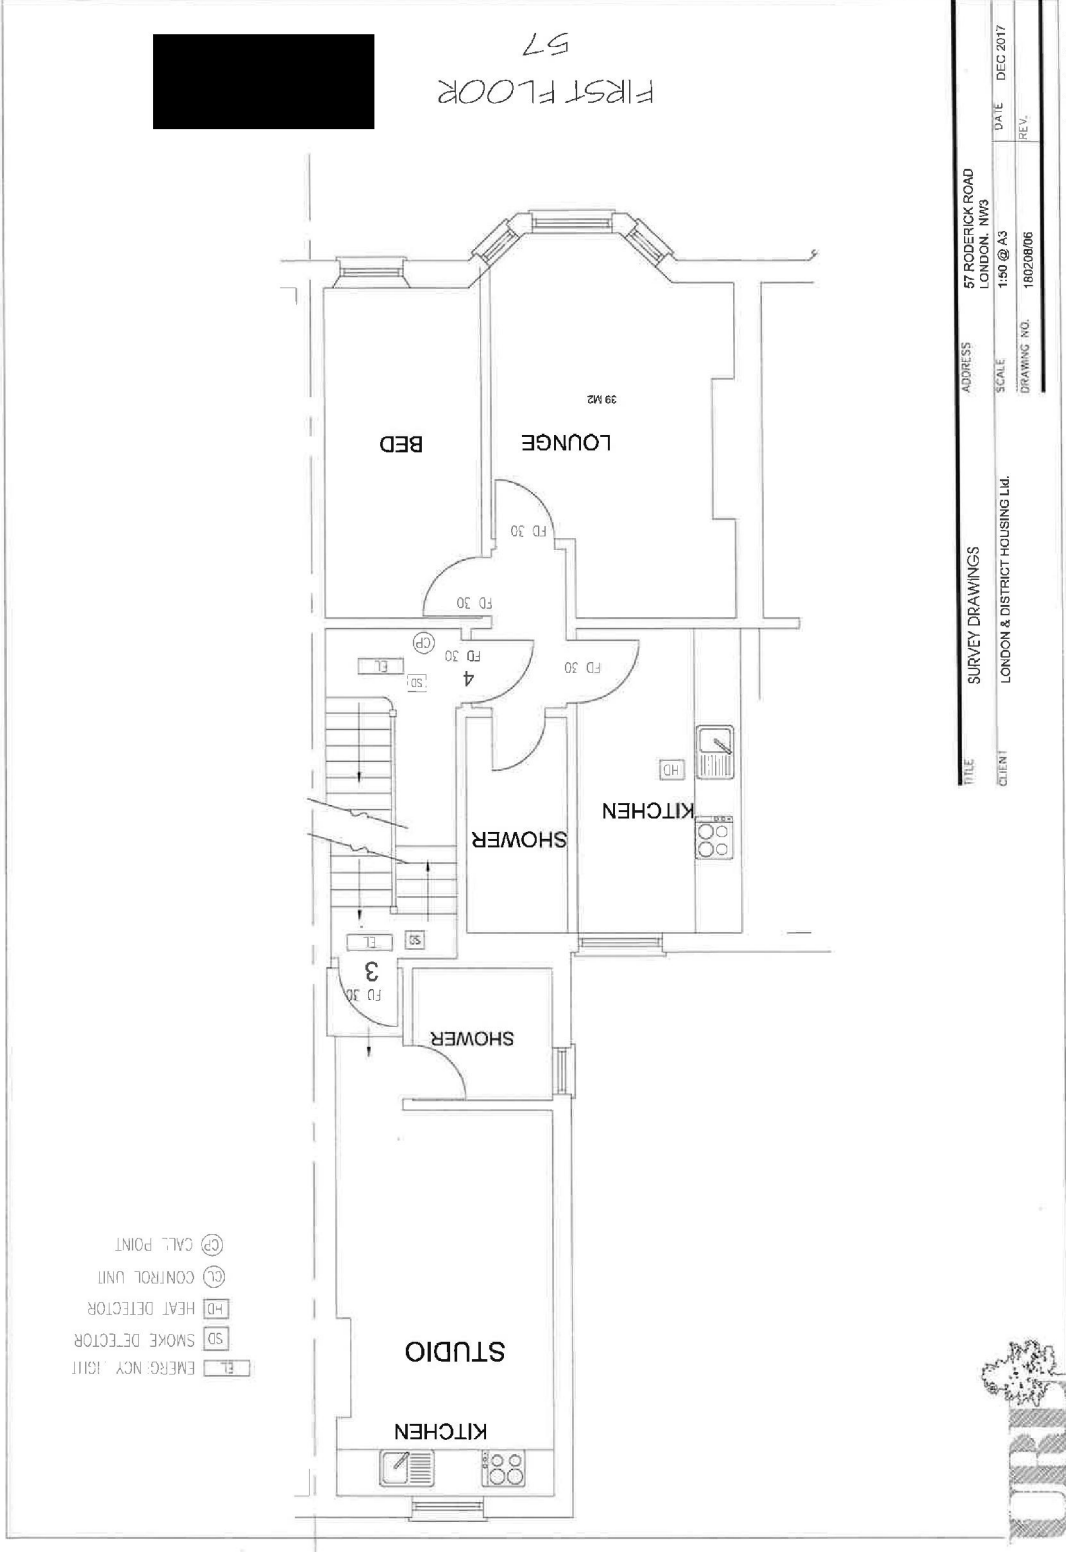 FIRST FLOOR
57
KITCHEN
STUDIO
SHOWER
FD 30
3
EL
SD
SHOWER
KITCHEN
HD
4
FD 30
FD 30
SD
EL
CP
FD 30
FD 30
BED
LOUNGE
39 M2
EL
SD SMOKE DETECTOR
HD HEAT DETECTOR
CL CONTROL UNIT
CP CALL POINT
TITLE SURVEY DRAWINGS
ADDRESS 57 RODERICK ROAD
LONDON. NW3
CLIENT LONDON & DISTRICT HOUSING Ltd.
SCALE 1:50 @ A3
DATE DEC 2017
DRAWING NO. 180208/06
REV.